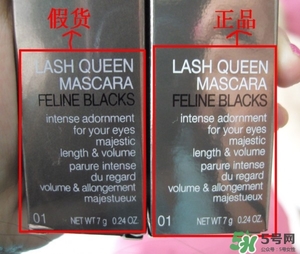 假货
正品
LASH QUEEN
MASCARA
FELINE BLACKS
intense adornment
for your eyes
majestic
length & volume
parure intense
du regard
volume & allongement
majestueux
01 NET WT 7 g 0.24 OZ.
LASH QUEEN
MASCARA
FELINE BLACKS
intense adornment
for your eyes
majestic
length & volume
parure intense
du regard
volume & allongement
majestueux
01 NET WT 7 g 0.24 OZ.
5号网